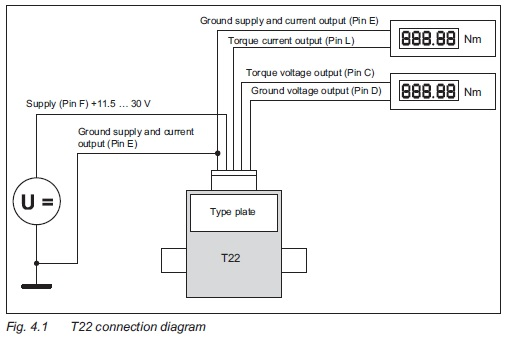 Ground supply and current output (Pin E)
Torque current output (Pin L)
888.88 Nm
Torque voltage output (Pin C)
Ground voltage output (Pin D)
888.88 Nm
Supply (Pin F) +11.5 ... 30 V
Ground supply and current
output (Pin E)
U =
Type plate
T22
Fig. 4.1 T22 connection diagram